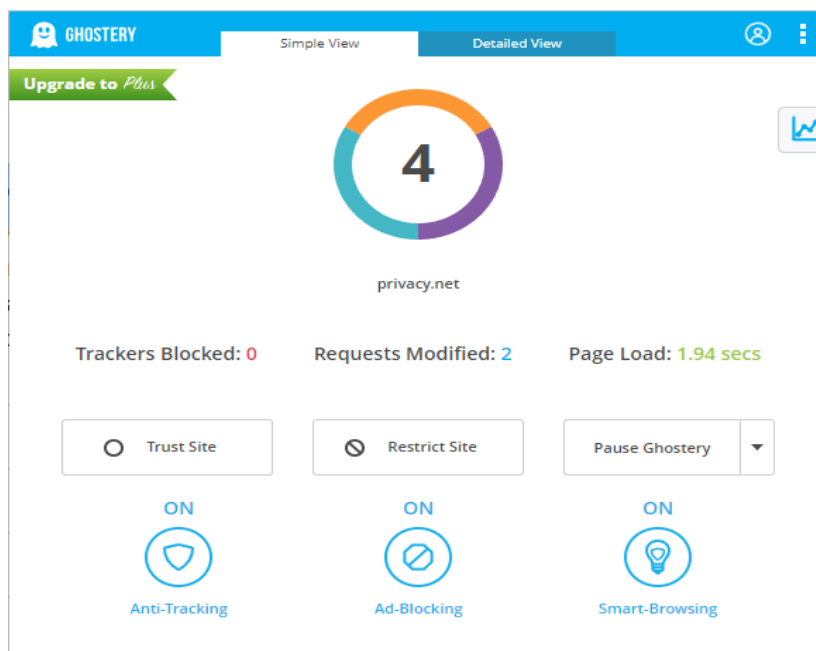 GHOSTERY
Simple View
Detailed View
Upgrade to Plus
4
privacy.net
Trackers Blocked: 0
Requests Modified: 2
Page Load: 1.94 secs
Trust Site
Restrict Site
Pause Ghostery
ON
ON
ON
Anti-Tracking
Ad-Blocking
Smart-Browsing